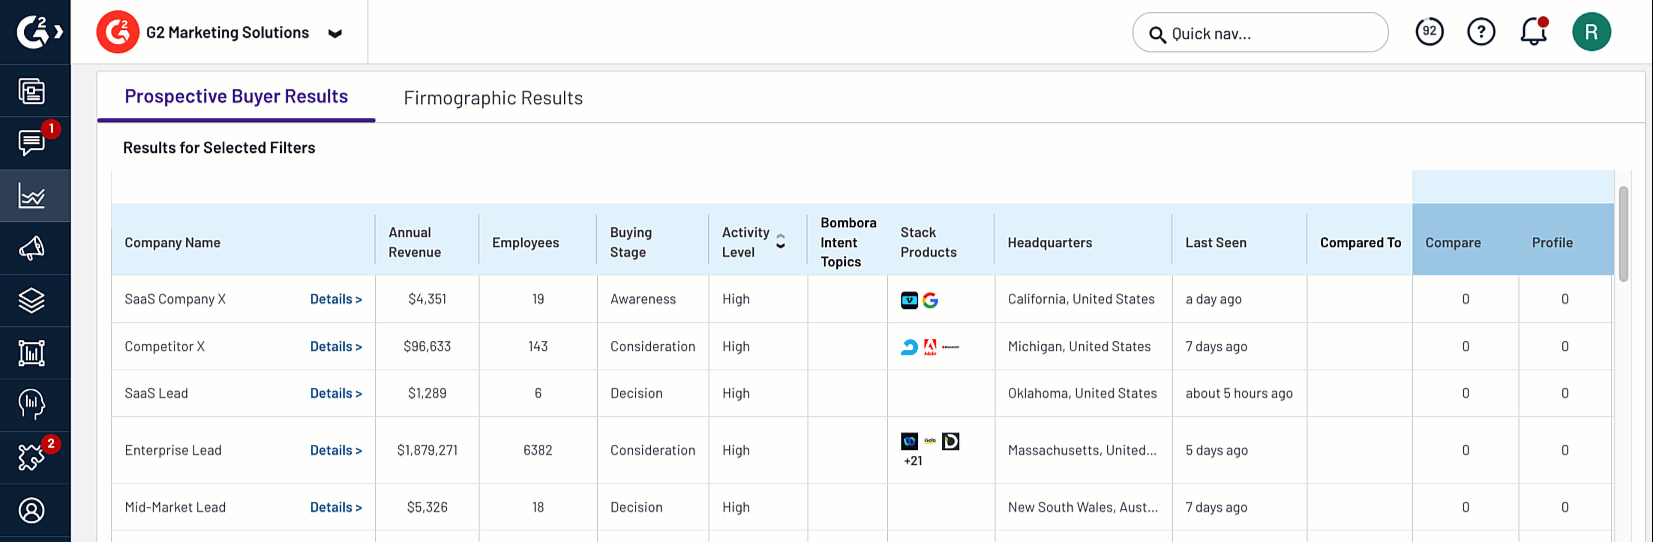 G2
G2 Marketing Solutions
Quick nav...
92
?
R
1
2
Prospective Buyer Results
Firmographic Results
Results for Selected Filters
Company Name
Annual
Revenue
Employees
Buying
Stage
Activity
Level
Bombora
Intent
Topics
Stack
Products
Headquarters
Last Seen
Compared To
Compare
Profile
SaaS Company X Details > $4,351 19 Awareness High California, United States a day ago 0 0
Competitor X Details > $96,633 143 Consideration High Michigan, United States 7 days ago 0 0
SaaS Lead Details > $1,289 6 Decision High Oklahoma, United States about 5 hours ago 0 0
Enterprise Lead Details > $1,879,271 6382 Consideration High +21 Massachusetts, United... 5 days ago 0 0
Mid-Market Lead Details > $5,326 18 Decision High New South Wales, Aust... 7 days ago 0 0